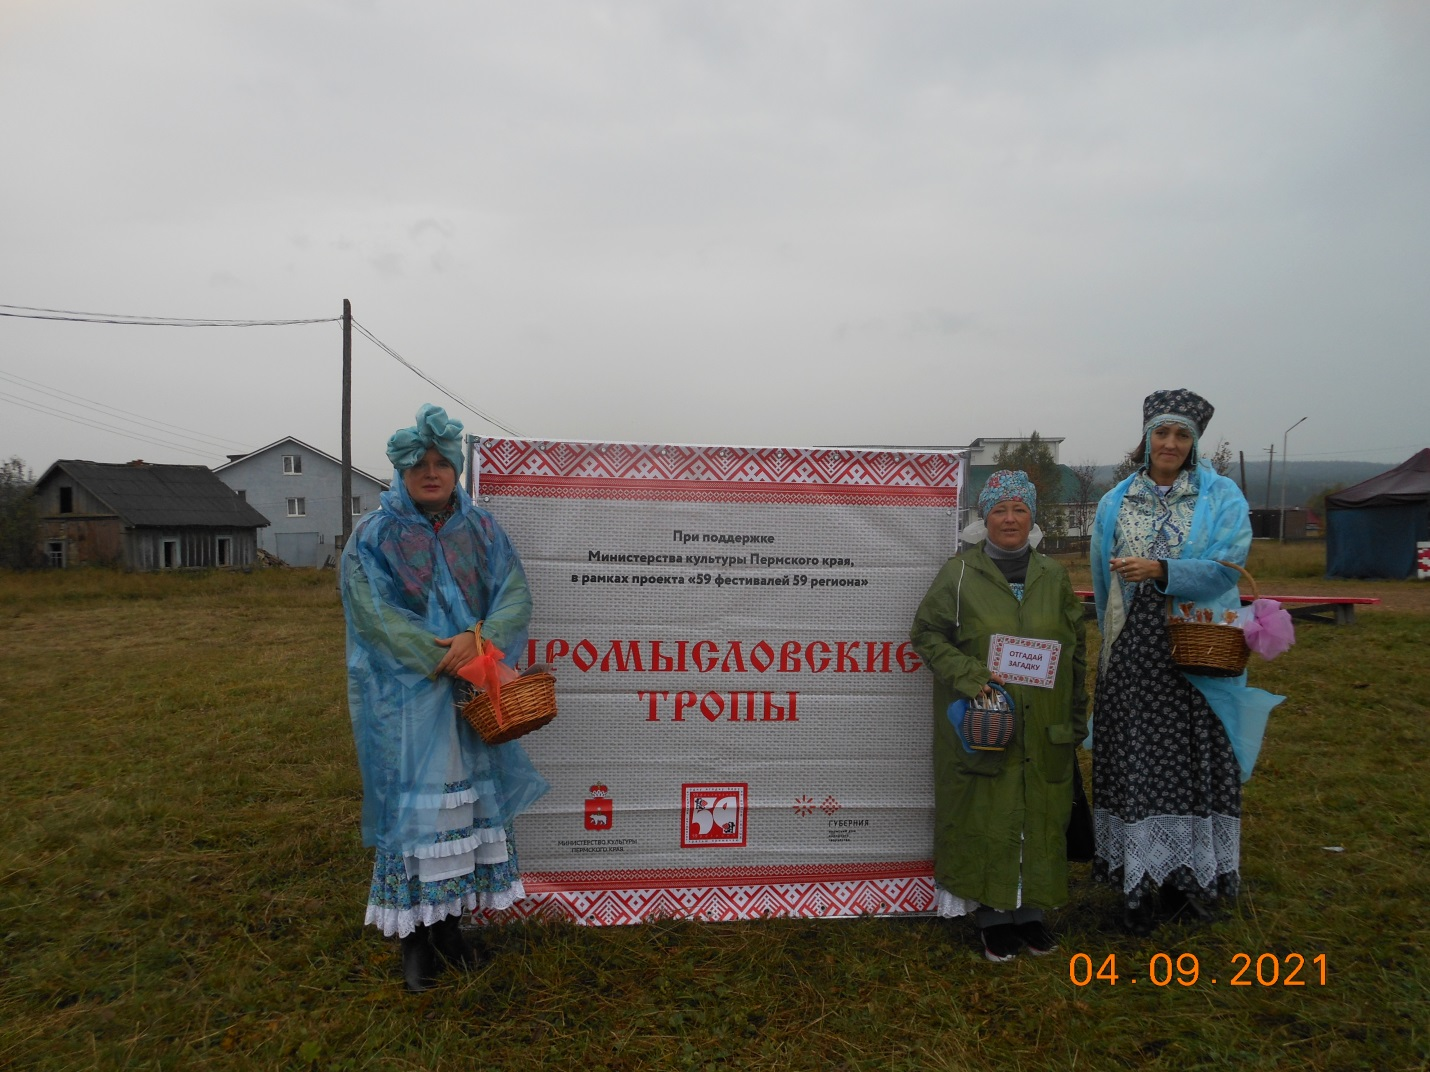 При поддержке
Министерства культуры Пермского края,
в рамках проекта «59 фестивалей 59 региона»
ПРОМЫСЛОВСКИЕ
ТРОПЫ
ОТГАДАЙ
ЗАГАДКУ
МИНИСТЕРСТВО КУЛЬТУРЫ
ПЕРМСКОГО КРАЯ
59
ГУБЕРНИЯ
04.09.2021